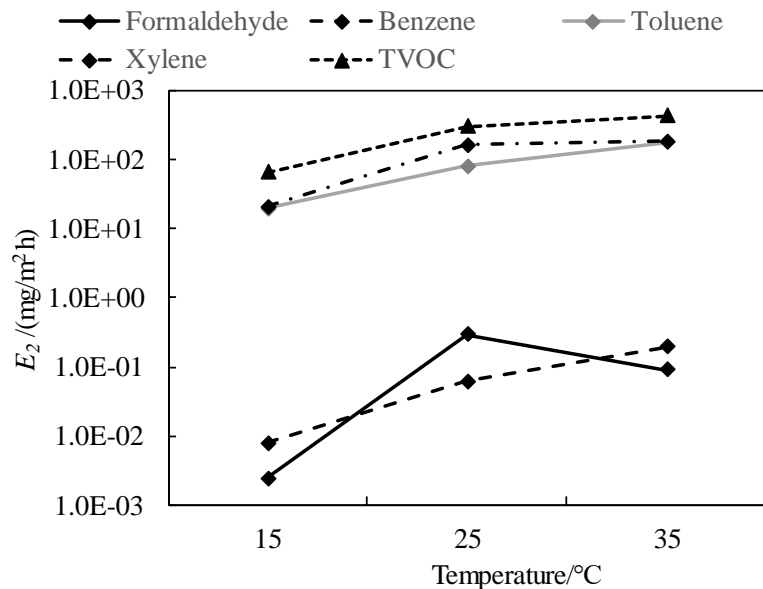 Formaldehyde Benzene Toluene
Xylene TVOC
1.0E+03
1.0E+02
1.0E+01
1.0E+00
1.0E-01
1.0E-02
1.0E-03
E₂ /(mg/m² h)
15 25 35
Temperature/°C